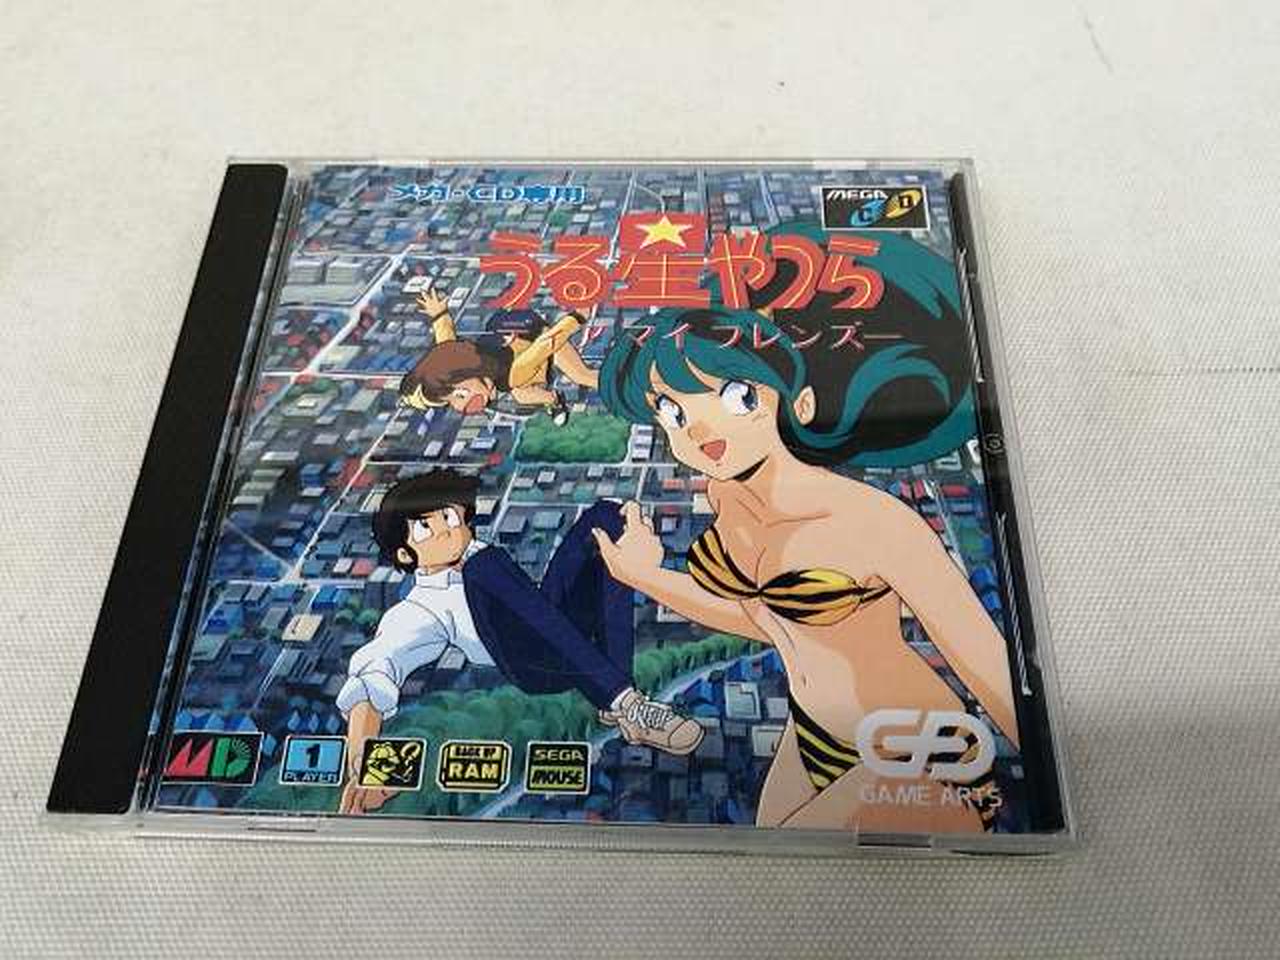 メガ-CD専用
MEGA CD
うる星やつら
―ディア マイ フレンズ―
MD
1
PLAYER
BACK UP
RAM
SEGA
MOUSE
GAME ARTS